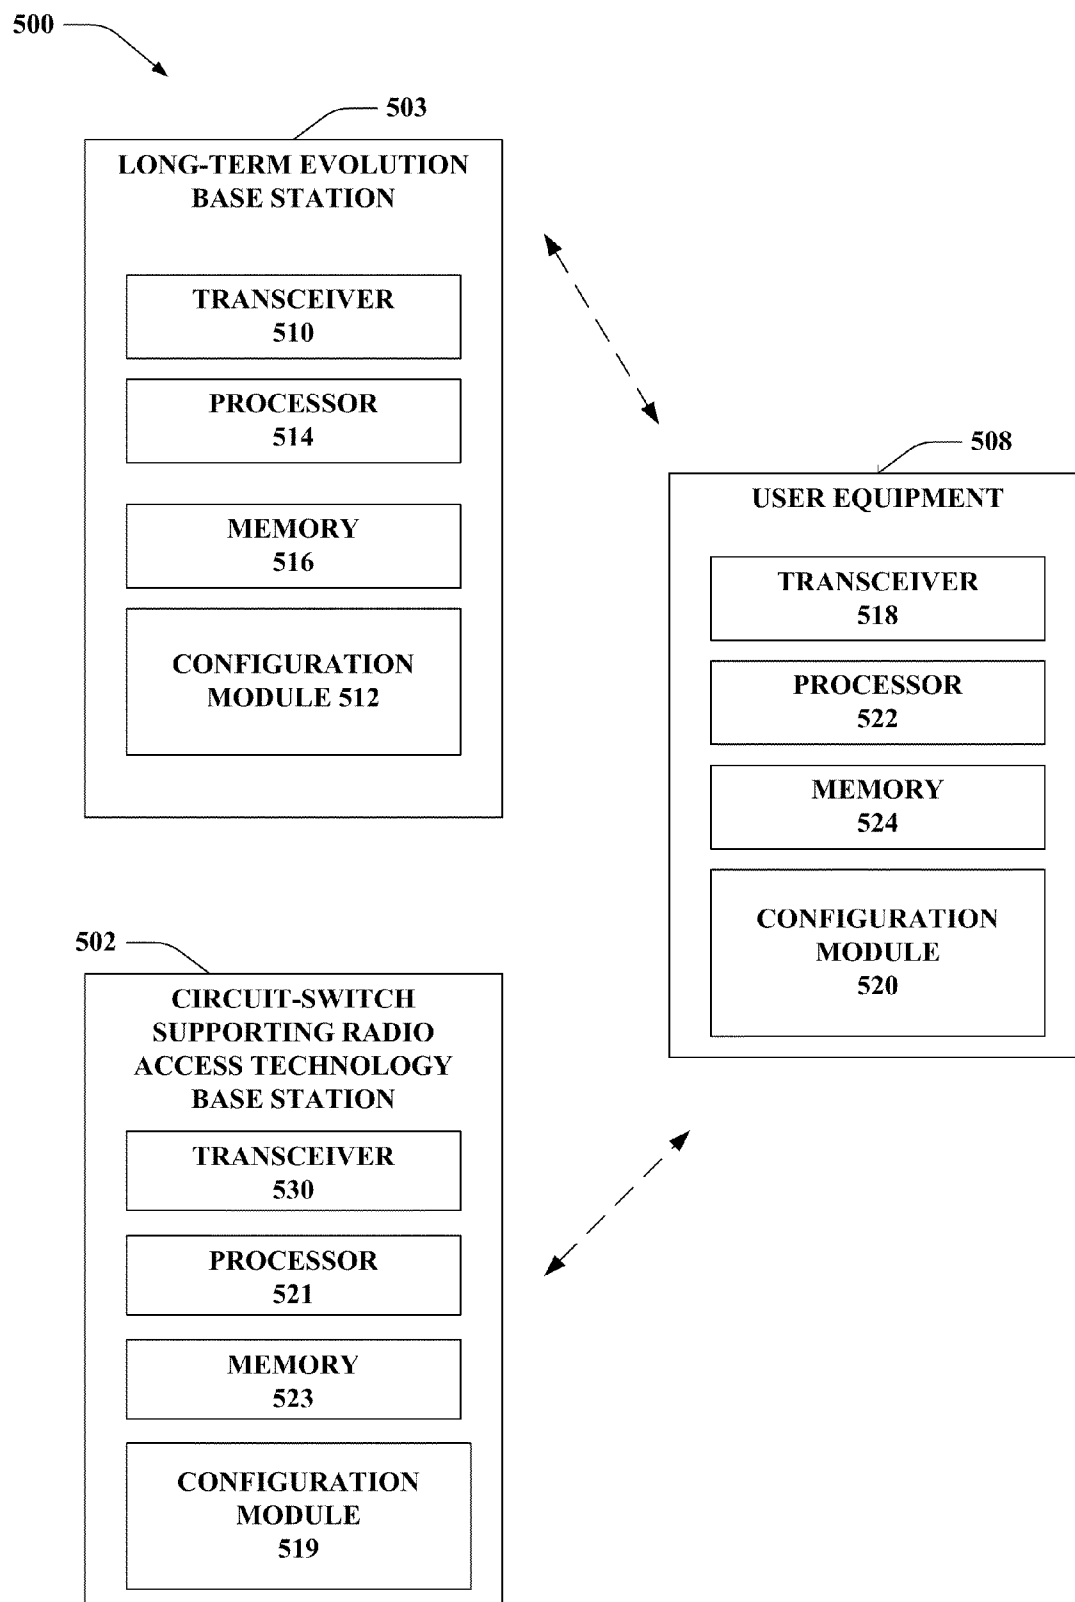 500
503
LONG-TERM EVOLUTION
BASE STATION
TRANSCEIVER
510
PROCESSOR
514
MEMORY
516
CONFIGURATION
MODULE 512
508
USER EQUIPMENT
TRANSCEIVER
518
PROCESSOR
522
MEMORY
524
CONFIGURATION
MODULE
520
502
CIRCUIT-SWITCH
SUPPORTING RADIO
ACCESS TECHNOLOGY
BASE STATION
TRANSCEIVER
530
PROCESSOR
521
MEMORY
523
CONFIGURATION
MODULE
519